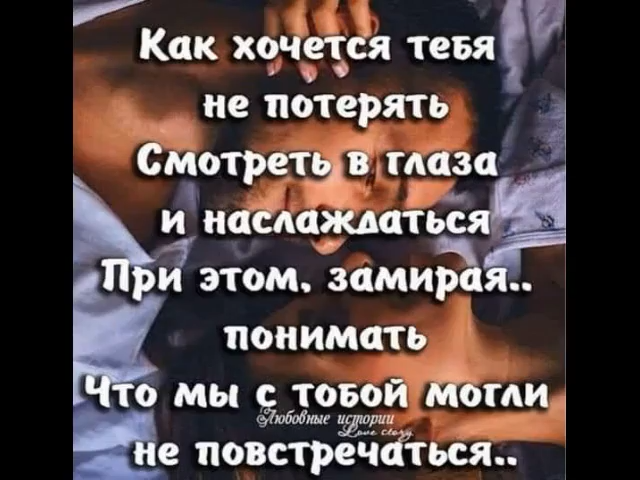 Как хочется тебя
не потерять
Смотреть в глаза
и наслаждаться
При этом, замирая..
понимать
Что мы с тобой могли
Любовные истории
Love story
не повстречаться..